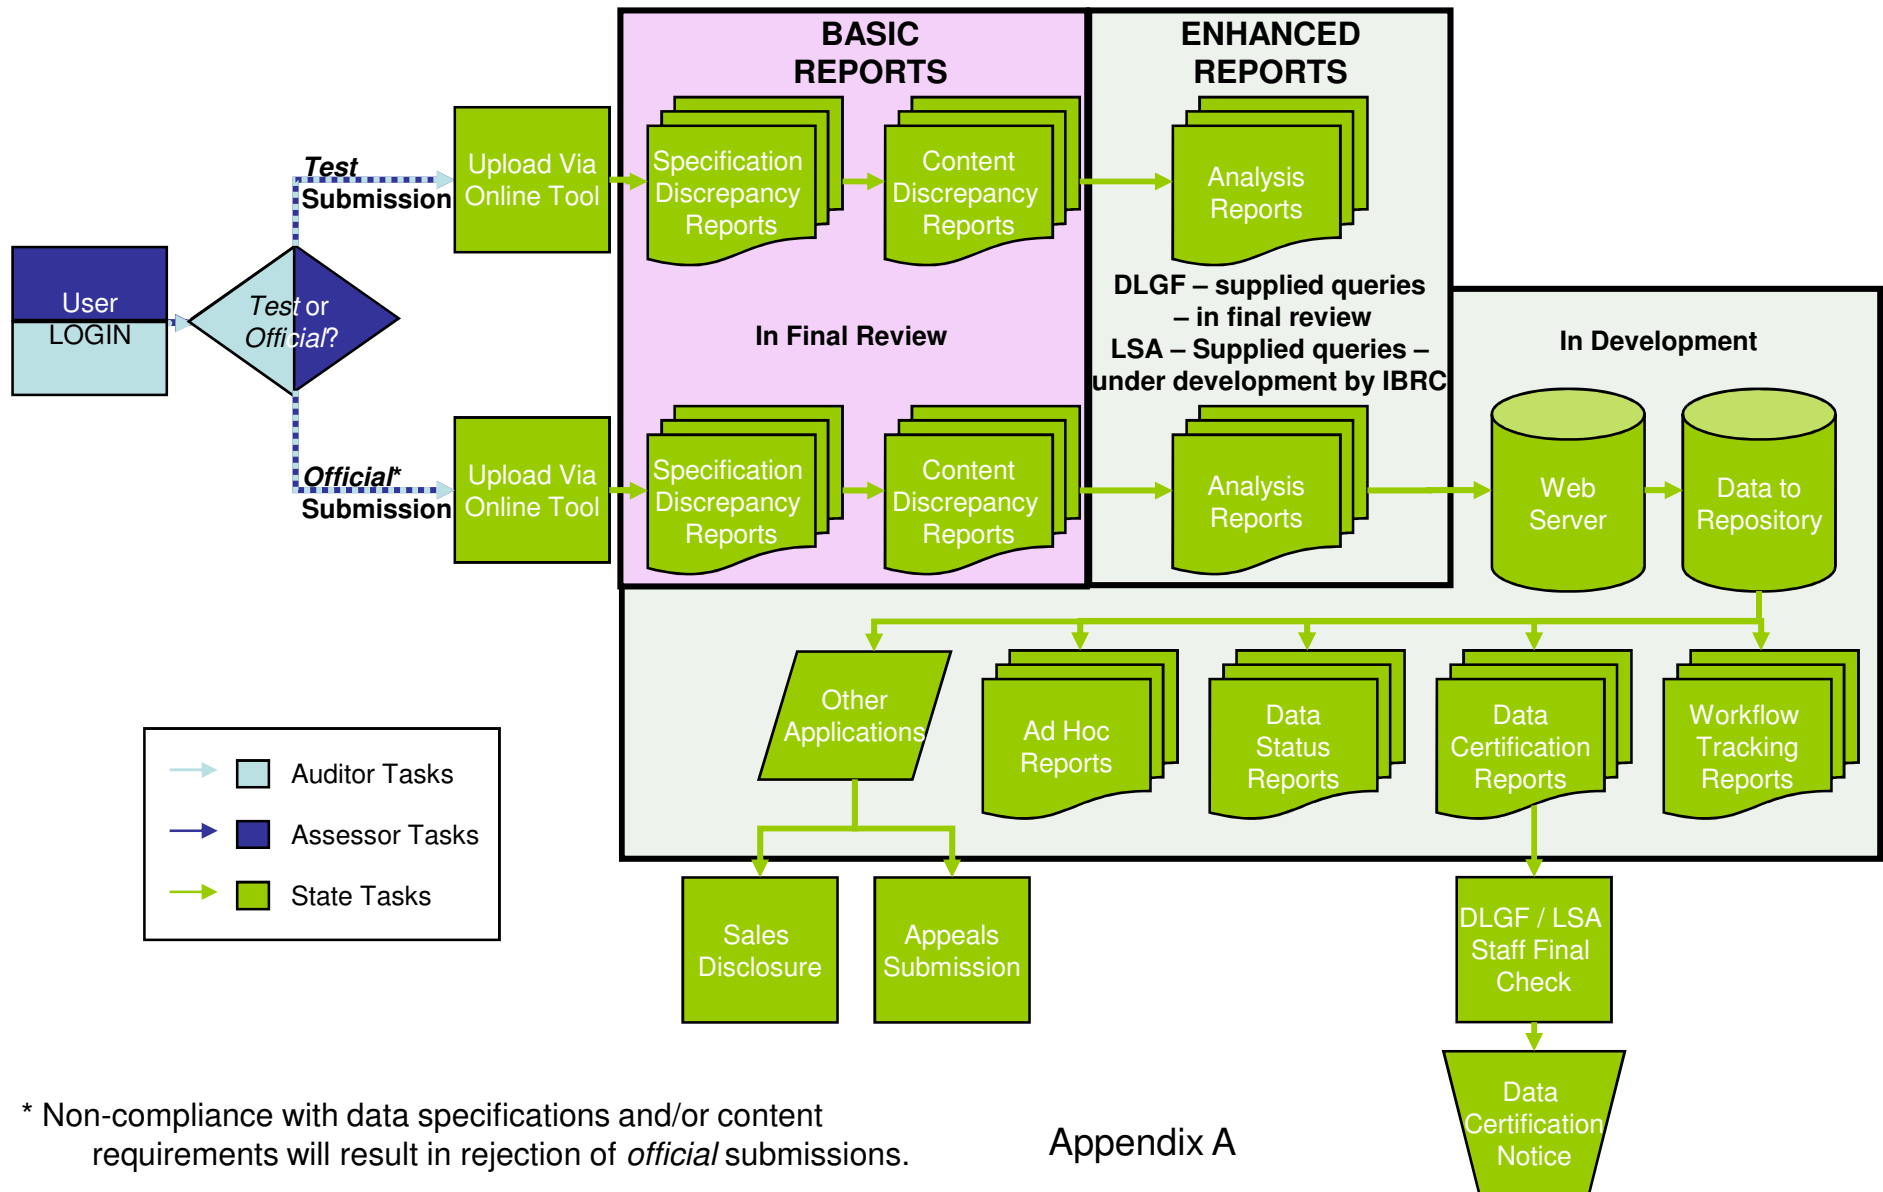 BASIC
REPORTS
ENHANCED
REPORTS
Test
Submission
Upload Via
Online Tool
Specification
Discrepancy
Reports
Content
Discrepancy
Reports
Analysis
Reports
User
LOGIN
Test or
Official?
In Final Review
DLGF – supplied queries
– in final review
LSA – Supplied queries –
under development by IBRC
In Development
Official*
Submission
Upload Via
Online Tool
Specification
Discrepancy
Reports
Content
Discrepancy
Reports
Analysis
Reports
Web
Server
Data to
Repository
Other
Applications
Ad Hoc
Reports
Data
Status
Reports
Data
Certification
Reports
Workflow
Tracking
Reports
Auditor Tasks
Assessor Tasks
State Tasks
Sales
Disclosure
Appeals
Submission
DLGF / LSA
Staff Final
Check
Data
Certification
Notice
* Non-compliance with data specifications and/or content
requirements will result in rejection of official submissions.
Appendix A